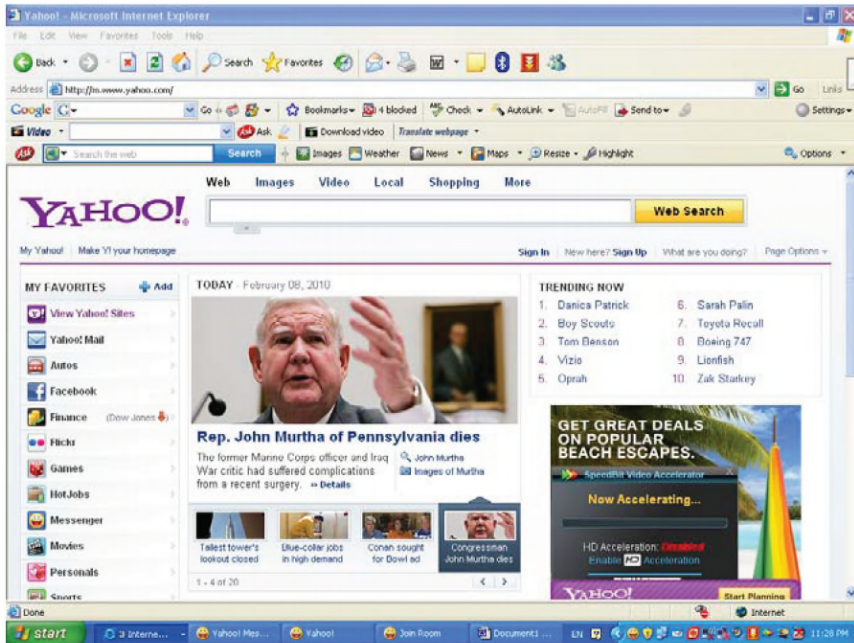 Yahoo! - Microsoft Internet Explorer
File Edit View Favorites Tools Help
Back Search Favorites
Address http://m.www.yahoo.com/ Go Links
Google Go Bookmarks 4 blocked Check AutoLink AutoFill Send to Settings
Video Ask Download video Translate webpage
Ask Search the web Search Images Weather News Maps Resize Highlight Options
Web Images Video Local Shopping More
YAHOO! Web Search
My Yahoo! Make Y! your homepage Sign In New here? Sign Up What are you doing? Page Options
MY FAVORITES Add
View Yahoo! Sites
Yahoo! Mail
Autos
Facebook
Finance (Dow Jones)
Flickr
Games
HotJobs
Messenger
Movies
Personals
Sports
TODAY - February 08, 2010
Rep. John Murtha of Pennsylvania dies
The former Marine Corps officer and Iraq
War critic had suffered complications
from a recent surgery. » Details
John Murtha
Images of Murtha
Tallest tower's
lookout closed
Blue-collar jobs
in high demand
Conan sought
for Bowl ad
Congressman
John Murtha dies
1 - 4 of 20
TRENDING NOW
1. Danica Patrick
2. Boy Scouts
3. Tom Benson
4. Vizio
5. Oprah
6. Sarah Palin
7. Toyota Recall
8. Boeing 747
9. Lionfish
10. Zak Starkey
GET GREAT DEALS
ON POPULAR
BEACH ESCAPES.
SpeedBit Video Accelerator
Now Accelerating...
HD Acceleration: Disabled
Enable HD Acceleration
YAHOO! Start Planning
Done Internet
start 3 Interne... Yahoo! Mes... Yahoo! Join Room Document1 ... EN 11:28 PM